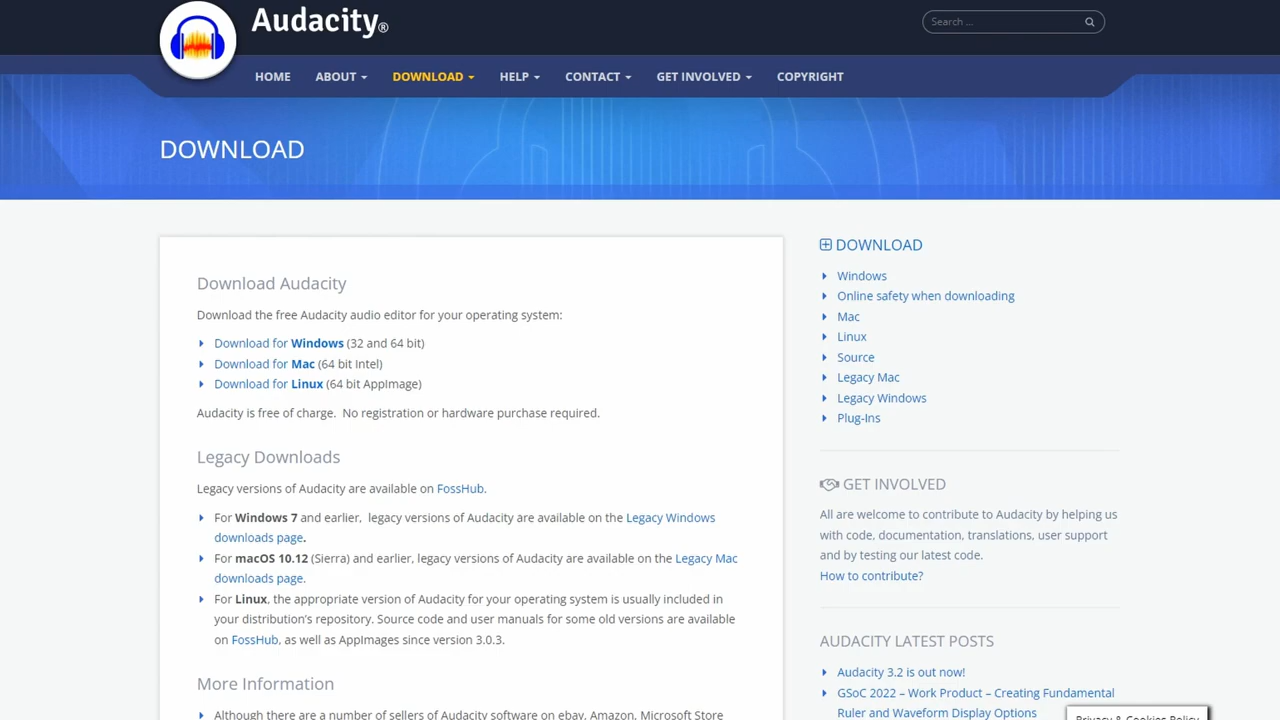 Audacity®
Search ...
HOME ABOUT DOWNLOAD HELP CONTACT GET INVOLVED COPYRIGHT
DOWNLOAD
Download Audacity
Download the free Audacity audio editor for your operating system:
Download for Windows (32 and 64 bit)
Download for Mac (64 bit Intel)
Download for Linux (64 bit AppImage)
Audacity is free of charge. No registration or hardware purchase required.
Legacy Downloads
Legacy versions of Audacity are available on FossHub.
For Windows 7 and earlier, legacy versions of Audacity are available on the Legacy Windows
downloads page.
For macOS 10.12 (Sierra) and earlier, legacy versions of Audacity are available on the Legacy Mac
downloads page.
For Linux, the appropriate version of Audacity for your operating system is usually included in
your distribution's repository. Source code and user manuals for some old versions are available
on FossHub, as well as AppImages since version 3.0.3.
More Information
Although there are a number of sellers of Audacity software on ebay, Amazon, Microsoft Store
DOWNLOAD
Windows
Online safety when downloading
Mac
Linux
Source
Legacy Mac
Legacy Windows
Plug-Ins
GET INVOLVED
All are welcome to contribute to Audacity by helping us
with code, documentation, translations, user support
and by testing our latest code.
How to contribute?
AUDACITY LATEST POSTS
Audacity 3.2 is out now!
GSoC 2022 – Work Product – Creating Fundamental
Ruler and Waveform Display Options
Privacy & Cookies Policy